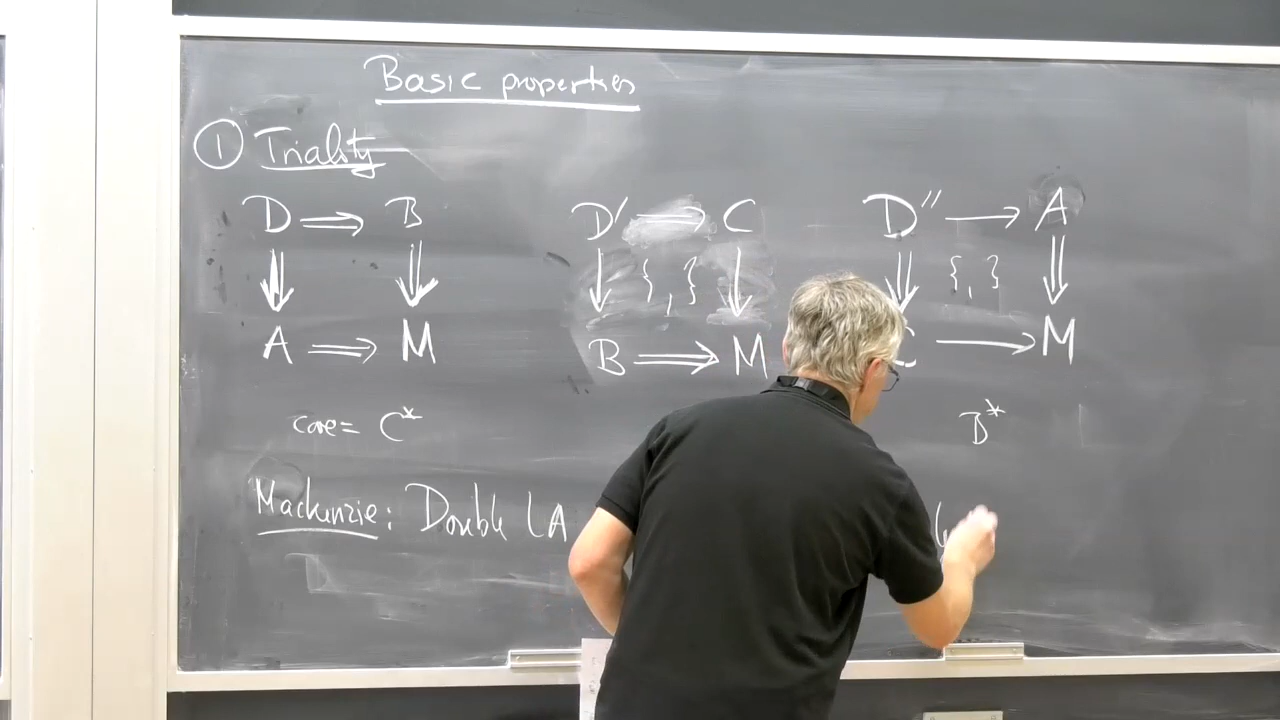 Basic properties
① Triality
D ⇒ B D' → C D'' → A
⇓ ⇓ ↓ { , } ↓ ⇓ { , } ⇓
A ⇒ M B ⇒ M C → M
core = C* B*
Mackenzie: Double LA